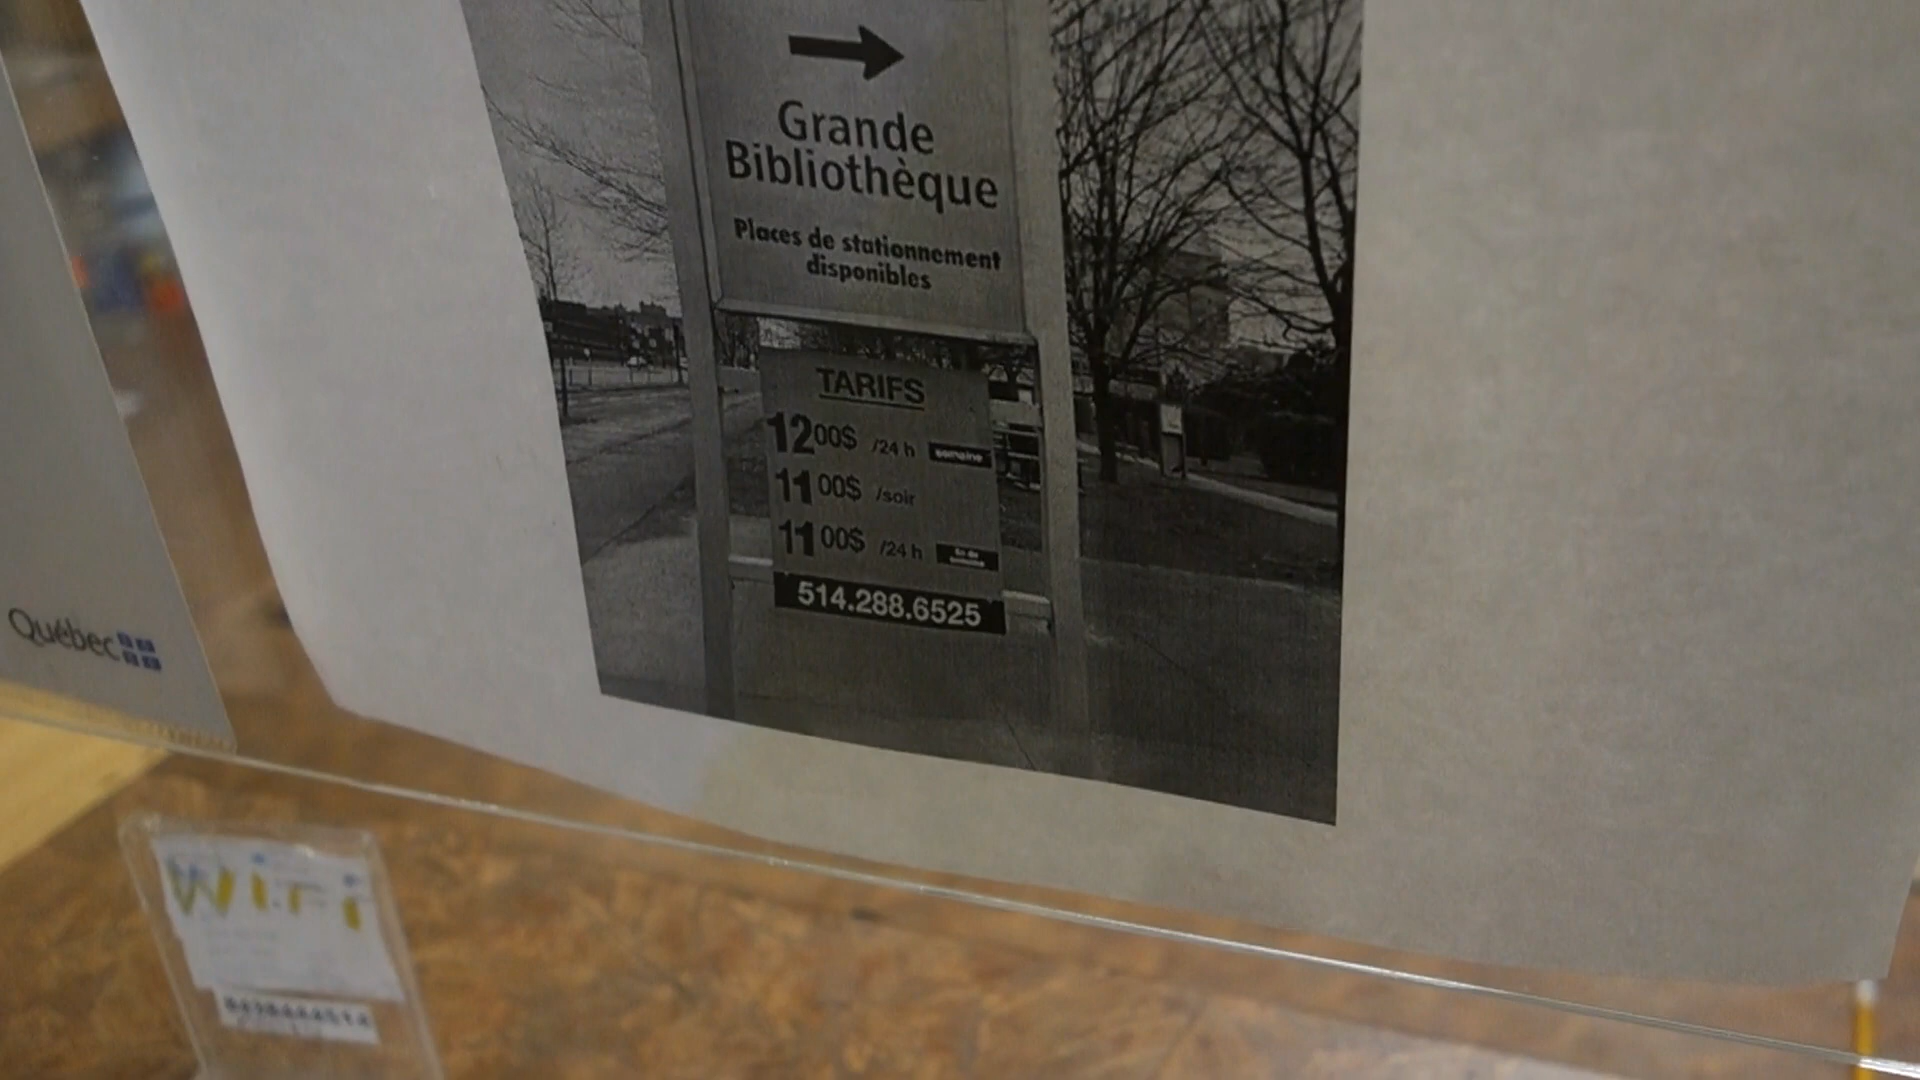 Grande
Bibliothèque
Places de stationnement
disponibles
TARIFS
12 00$ /24 h semaine
11 00$ /soir
11 00$ /24 h
514.288.6525
Québec
WiFi